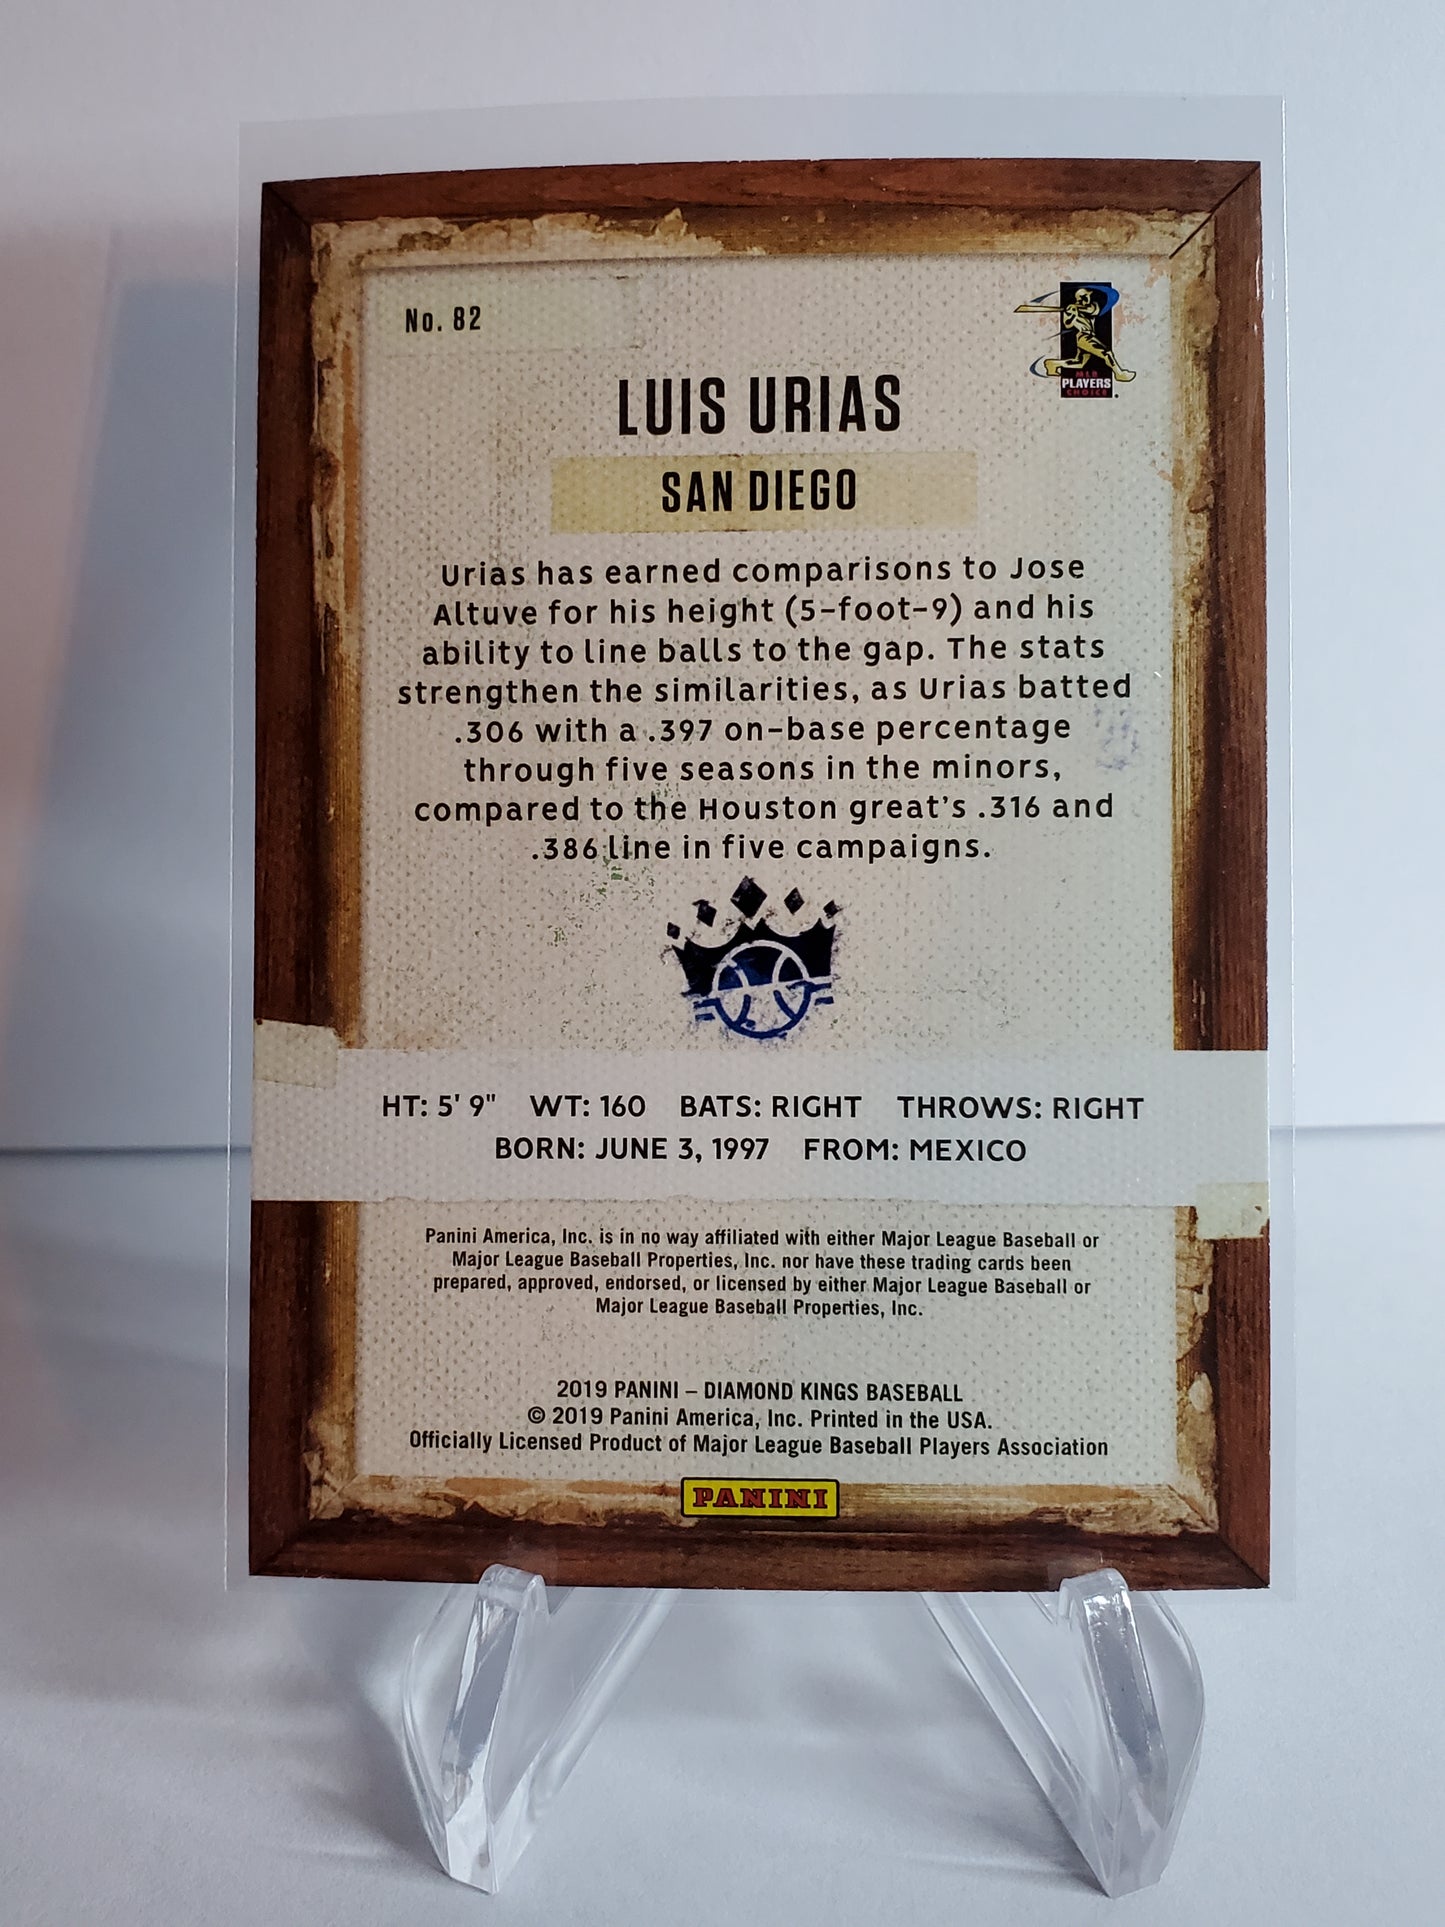 No. 82
MLB
PLAYERS
CHOICE
LUIS URIAS
SAN DIEGO
Urias has earned comparisons to Jose
Altuve for his height (5-foot-9) and his
ability to line balls to the gap. The stats
strengthen the similarities, as Urias batted
.306 with a .397 on-base percentage
through five seasons in the minors,
compared to the Houston great's .316 and
.386 line in five campaigns.
HT: 5' 9" WT: 160 BATS: RIGHT THROWS: RIGHT
BORN: JUNE 3, 1997 FROM: MEXICO
Panini America, Inc. is in no way affiliated with either Major League Baseball or
Major League Baseball Properties, Inc. nor have these trading cards been
prepared, approved, endorsed, or licensed by either Major League Baseball or
Major League Baseball Properties, Inc.
2019 PANINI – DIAMOND KINGS BASEBALL
© 2019 Panini America, Inc. Printed in the USA.
Officially Licensed Product of Major League Baseball Players Association
PANINI